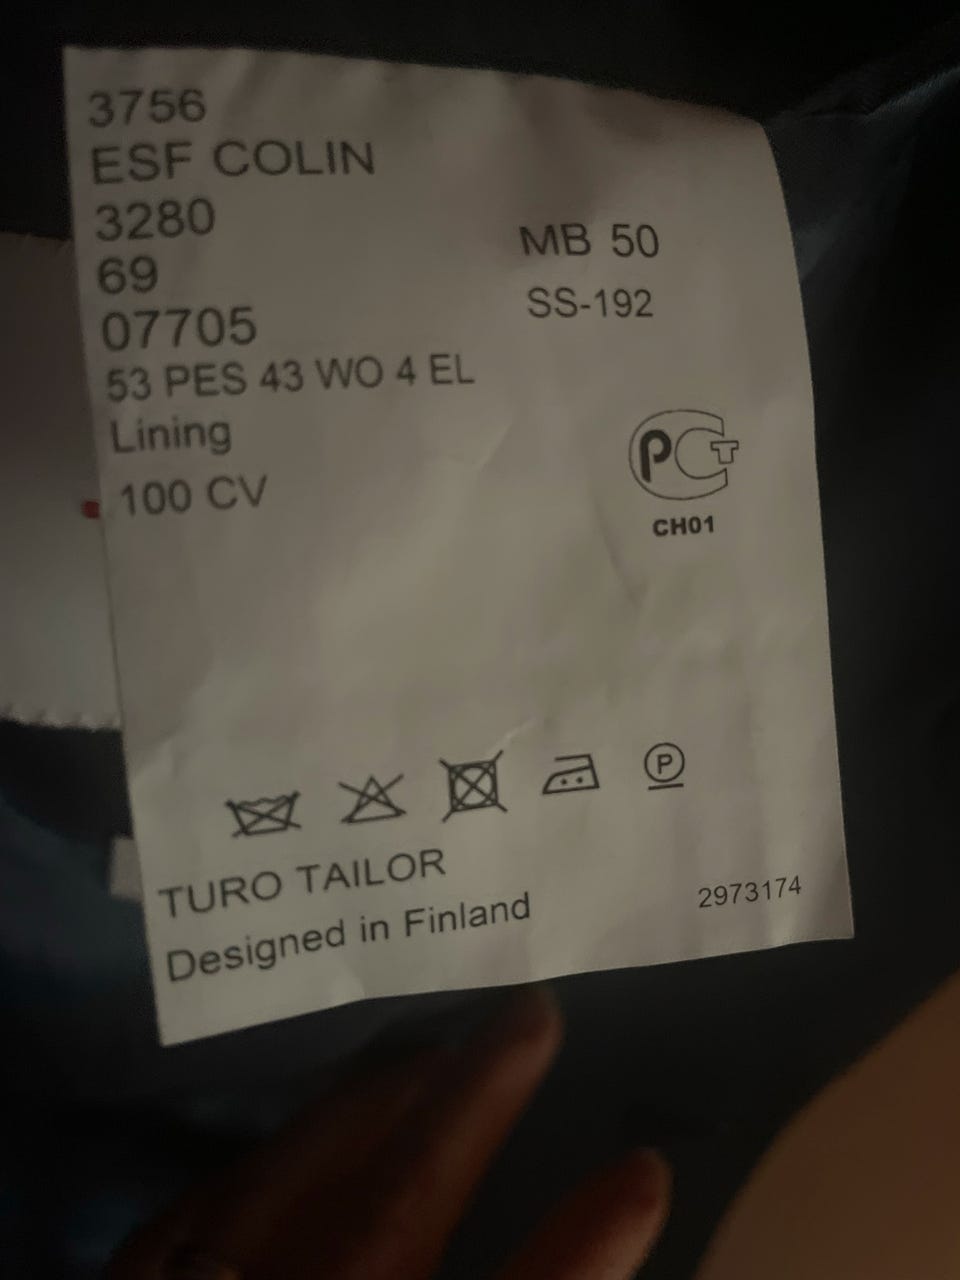 3756
ESF COLIN
3280
69
07705
MB 50
SS-192
53 PES 43 WO 4 EL
Lining
100 CV
РСТ
CH01
P
TURO TAILOR
Designed in Finland
2973174